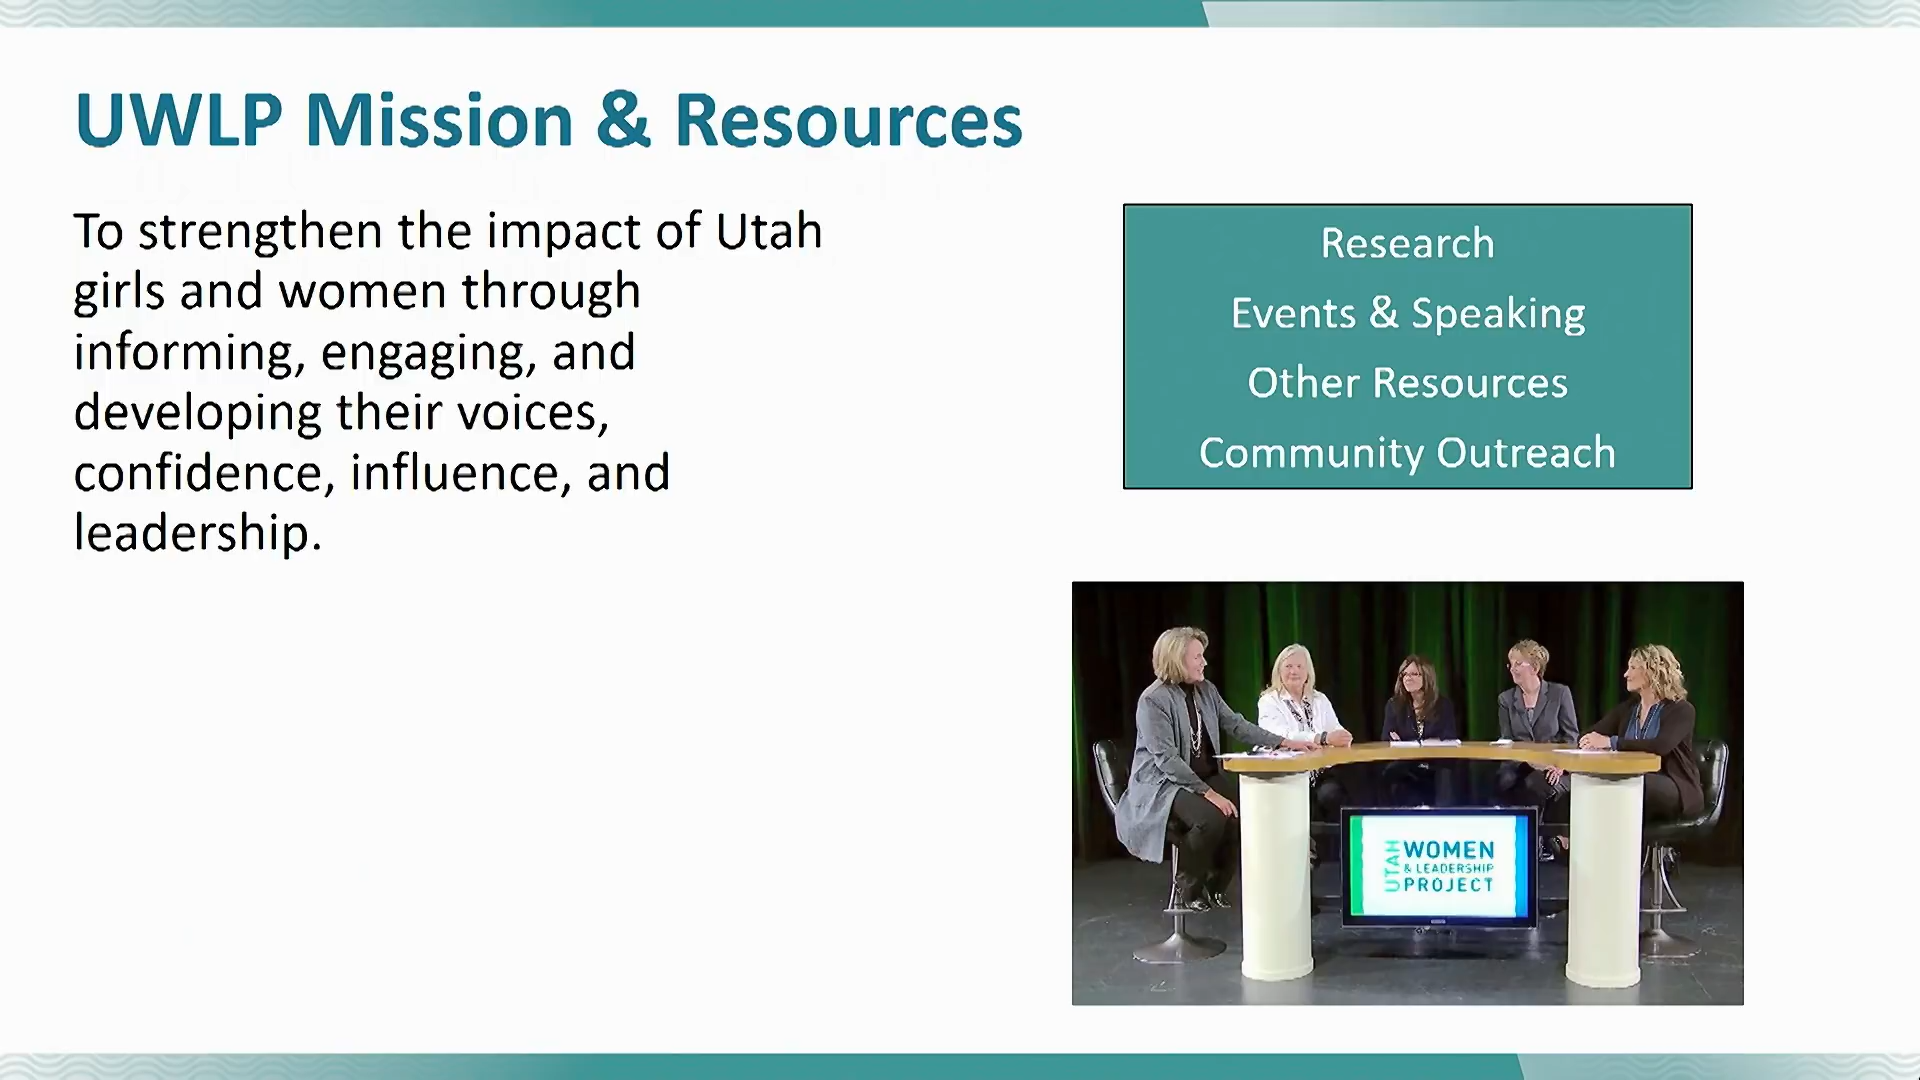 UWLP Mission & Resources
To strengthen the impact of Utah
girls and women through
informing, engaging, and
developing their voices,
confidence, influence, and
leadership.
Research
Events & Speaking
Other Resources
Community Outreach
UTAH
WOMEN
& LEADERSHIP
PROJECT